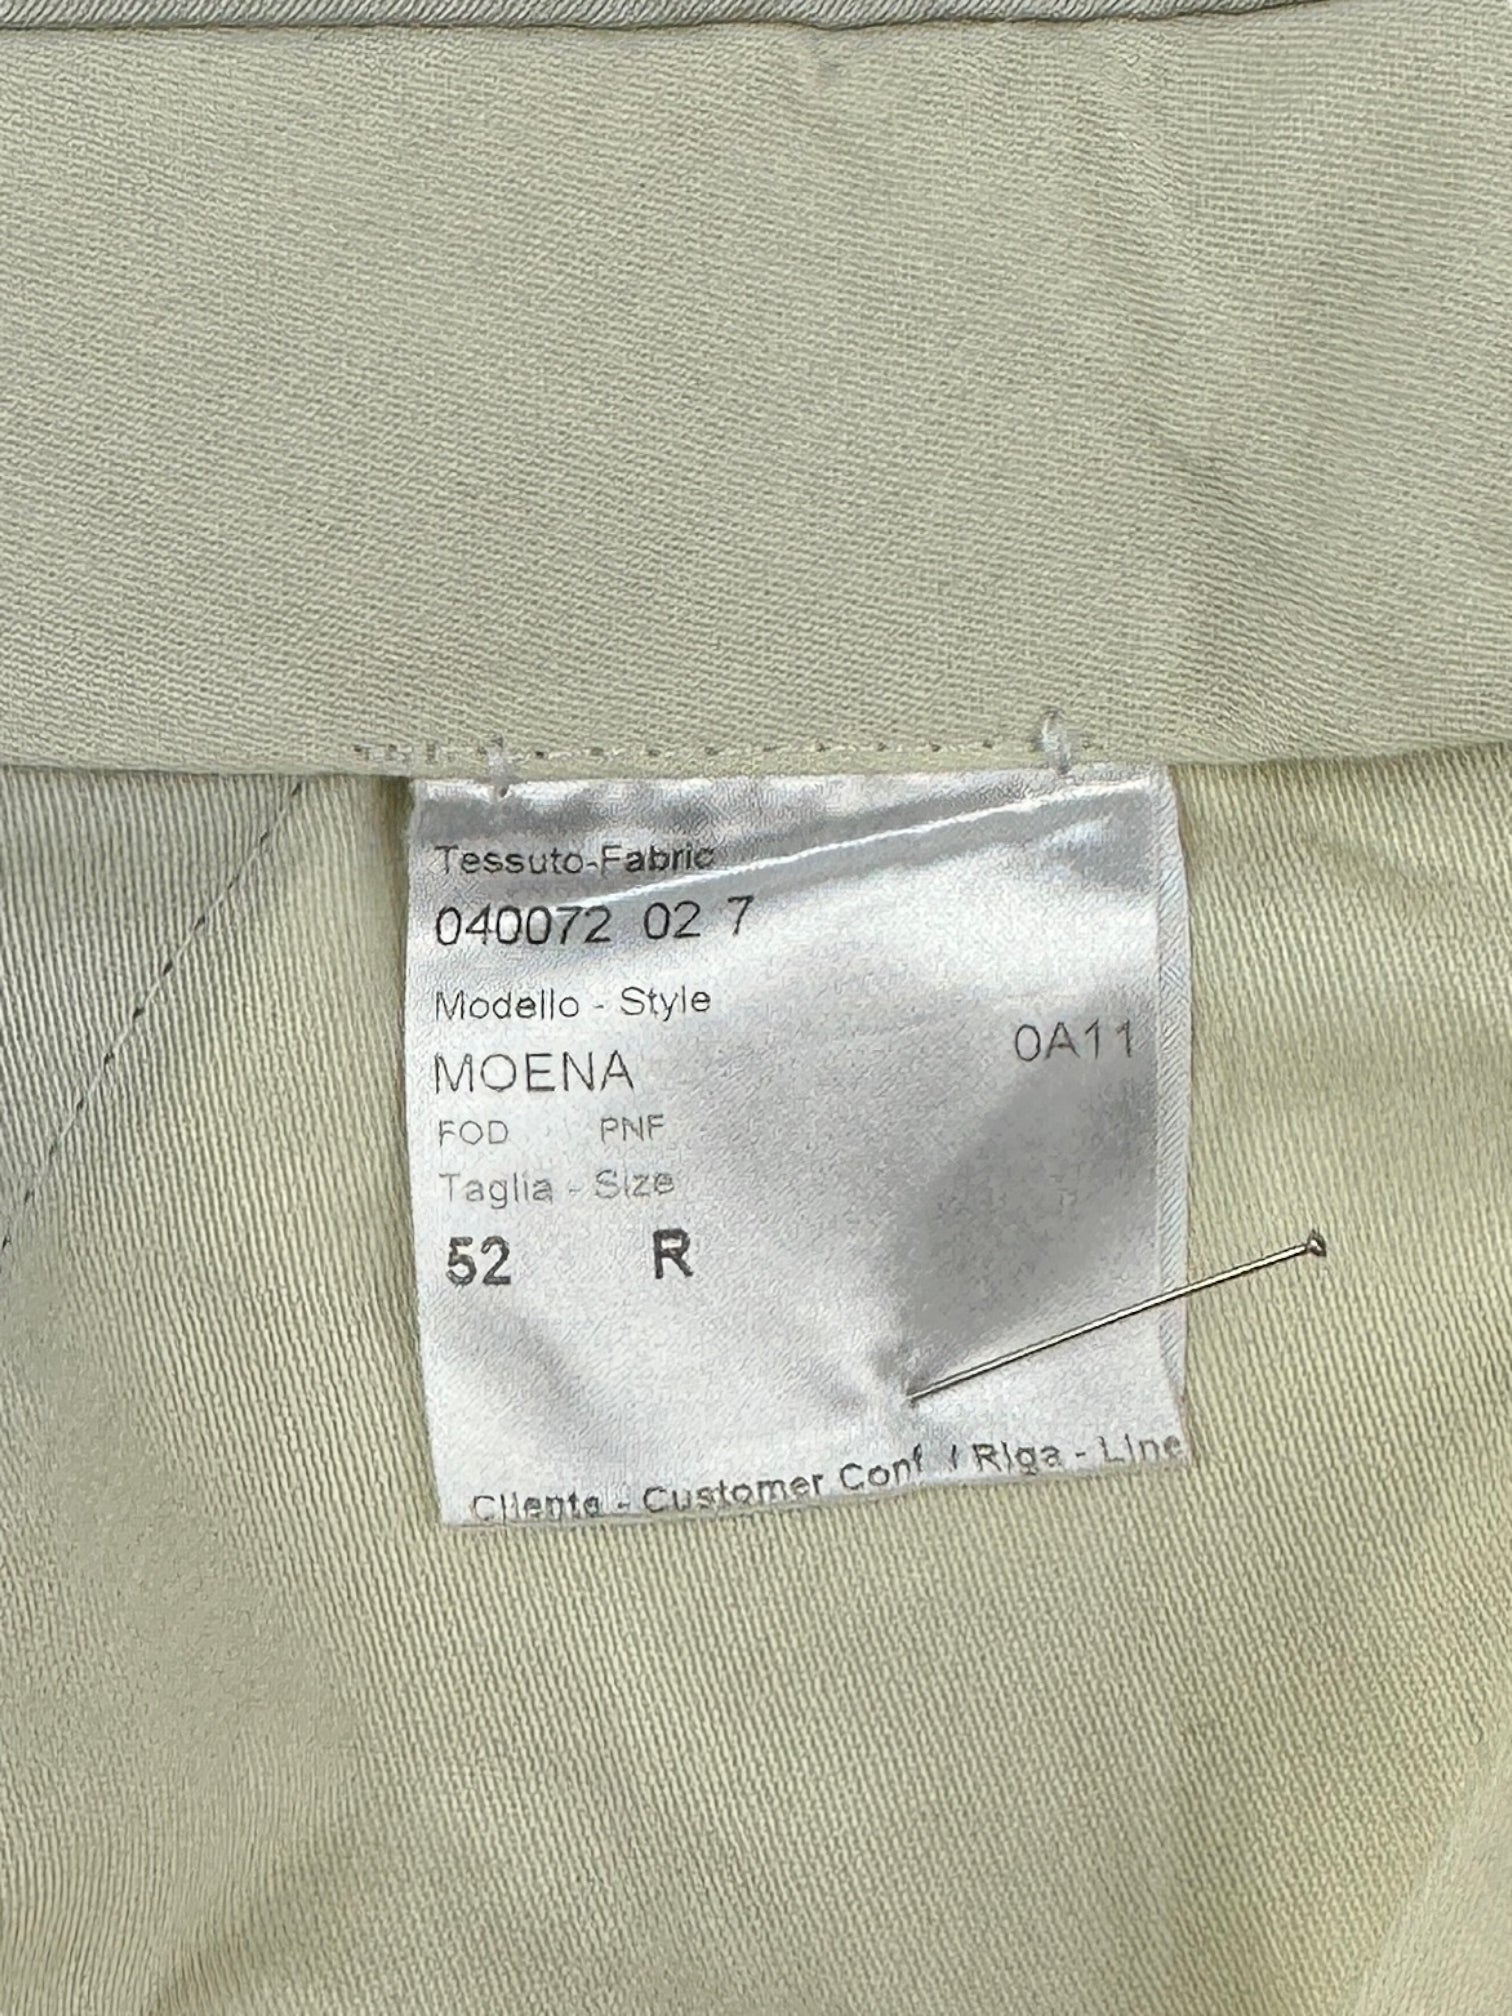 Tessuto-Fabric
040072 02 7
Modello - Style
MOENA 0A11
FOD PNF
Taglia - Size
52 R
Cliente - Customer Conf / Riga - Line